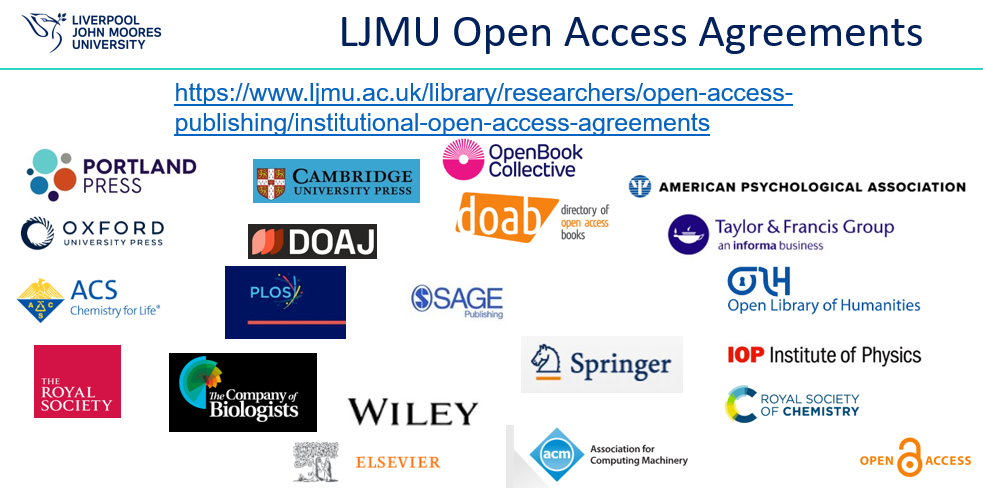 LIVERPOOL
JOHN MOORES
UNIVERSITY
LJMU Open Access Agreements
https://www.ljmu.ac.uk/library/researchers/open-access-
publishing/institutional-open-access-agreements
PORTLAND
PRESS
CAMBRIDGE
UNIVERSITY PRESS
OpenBook
Collective
AMERICAN PSYCHOLOGICAL ASSOCIATION
OXFORD
UNIVERSITY PRESS
DOAJ
doab
directory of
open access
books
Taylor & Francis Group
an informa business
ACS
Chemistry for Life®
PLOS
SAGE
Publishing
OLH
Open Library of Humanities
THE
ROYAL
SOCIETY
The Company of
Biologists
Springer
IOP Institute of Physics
WILEY
ROYAL SOCIETY
OF CHEMISTRY
ELSEVIER
acm
Association for
Computing Machinery
OPEN ACCESS